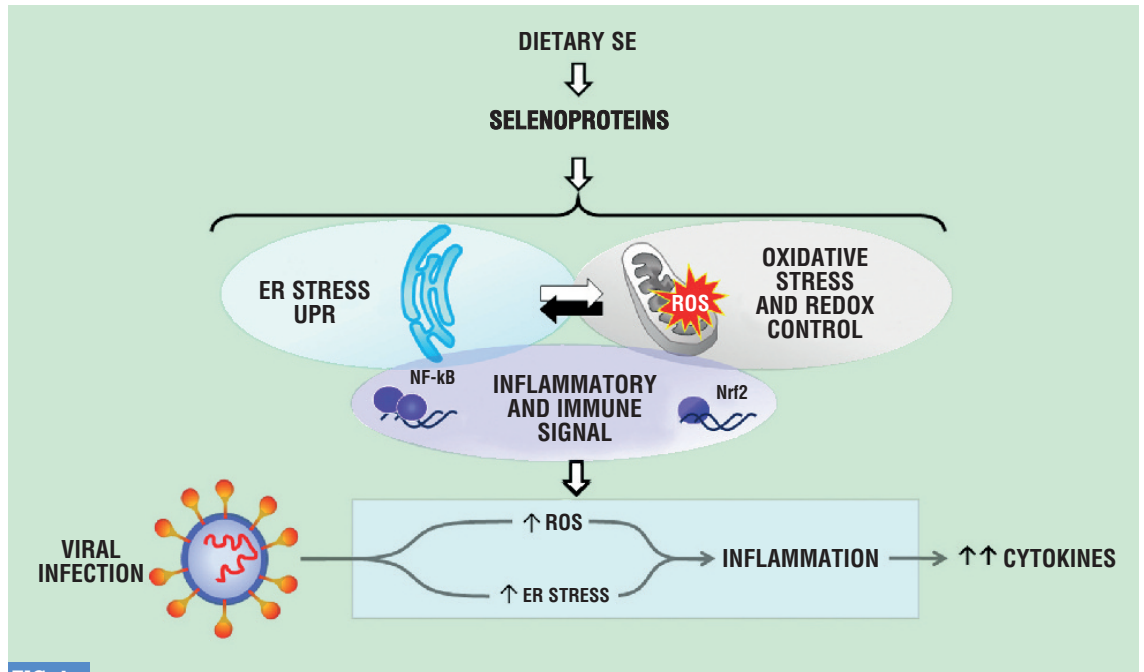 DIETARY SE
SELENOPROTEINS
ER STRESS
UPR
ROS
OXIDATIVE
STRESS
AND REDOX
CONTROL
NF-kB
INFLAMMATORY
AND IMMUNE
SIGNAL
Nrf2
VIRAL
INFECTION
↑ ROS
↑ ER STRESS
INFLAMMATION
↑↑ CYTOKINES